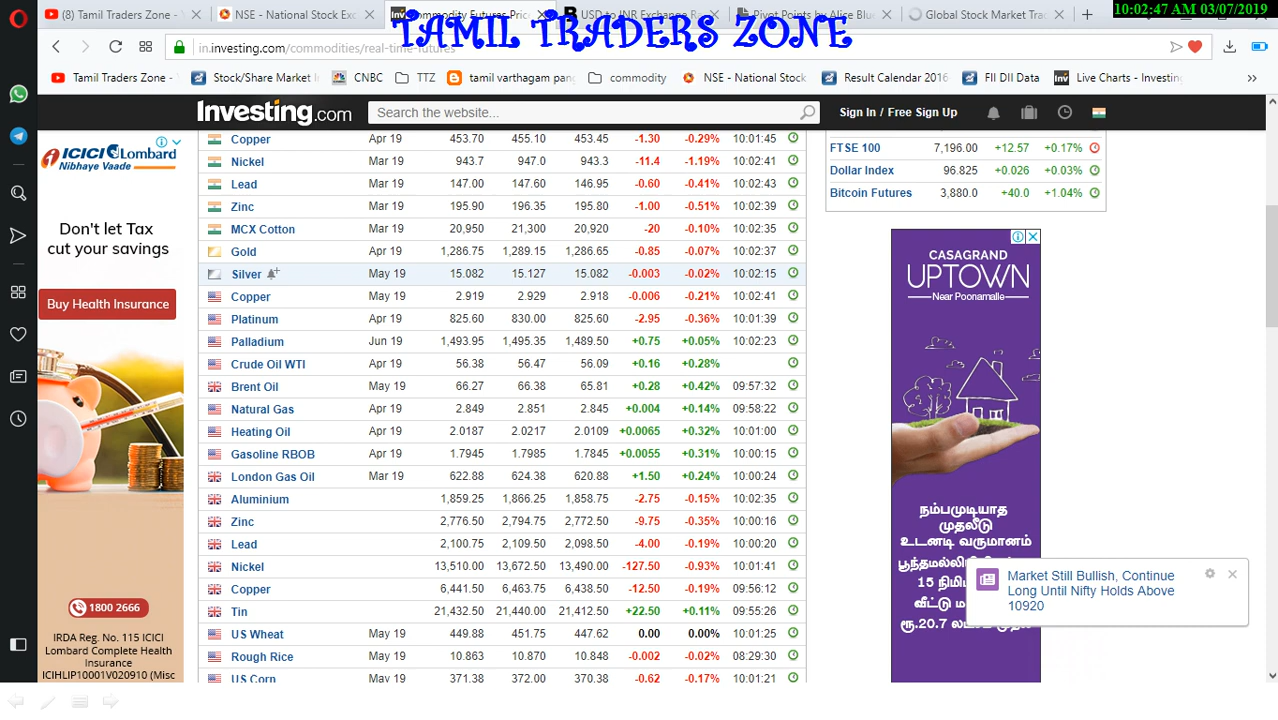 10:02:47 AM 03/07/2019
(8) Tamil Traders Zone -
NSE - National Stock Exc
Commodity Futures Price
USD to INR Exchange Ra
Pivot Points by Alice Blue
Global Stock Market Trad
TAMIL TRADERS ZONE
in.investing.com/commodities/real-time-futures
Tamil Traders Zone -
Stock/Share Market I
CNBC
TTZ
tamil varthagam pang
commodity
NSE - National Stock
Result Calendar 2016
FII DII Data
Live Charts - Investing
Investing.com
Search the website...
Sign In / Free Sign Up
Copper Apr 19 453.70 455.10 453.45 -1.30 -0.29% 10:01:45
Nickel Mar 19 943.7 947.0 943.3 -11.4 -1.19% 10:02:41
Lead Mar 19 147.00 147.60 146.95 -0.60 -0.41% 10:02:43
Zinc Mar 19 195.90 196.35 195.80 -1.00 -0.51% 10:02:39
MCX Cotton Mar 19 20,950 21,300 20,920 -20 -0.10% 10:02:35
Gold Apr 19 1,286.75 1,289.15 1,286.65 -0.85 -0.07% 10:02:37
Silver May 19 15.082 15.127 15.082 -0.003 -0.02% 10:02:15
Copper May 19 2.919 2.929 2.918 -0.006 -0.21% 10:02:41
Platinum Apr 19 825.60 830.00 825.60 -2.95 -0.36% 10:01:39
Palladium Jun 19 1,493.95 1,495.35 1,489.50 +0.75 +0.05% 10:02:23
Crude Oil WTI Apr 19 56.38 56.47 56.09 +0.16 +0.28%
Brent Oil May 19 66.27 66.38 65.81 +0.28 +0.42% 09:57:32
Natural Gas Apr 19 2.849 2.851 2.845 +0.004 +0.14% 09:58:22
Heating Oil Apr 19 2.0187 2.0217 2.0109 +0.0065 +0.32% 10:01:00
Gasoline RBOB Apr 19 1.7945 1.7985 1.7845 +0.0055 +0.31% 10:00:15
London Gas Oil Mar 19 622.88 624.38 620.88 +1.50 +0.24% 10:00:24
Aluminium 1,859.25 1,866.25 1,858.75 -2.75 -0.15% 10:02:35
Zinc 2,776.50 2,794.75 2,772.50 -9.75 -0.35% 10:00:16
Lead 2,100.75 2,109.50 2,098.50 -4.00 -0.19% 10:00:20
Nickel 13,510.00 13,672.50 13,490.00 -127.50 -0.93% 10:01:41
Copper 6,441.50 6,463.75 6,438.50 -12.50 -0.19% 09:56:12
Tin 21,432.50 21,440.00 21,412.50 +22.50 +0.11% 09:55:20
US Wheat May 19 449.88 451.75 447.62 0.00 0.00% 10:01:25
Rough Rice May 19 10.863 10.870 10.848 -0.002 -0.02% 08:29:30
US Corn May 19 371.38 372.00 370.38 -0.62 -0.17% 10:01:21
FTSE 100 7,196.00 +12.57 +0.17%
Dollar Index 96.825 +0.026 +0.03%
Bitcoin Futures 3,880.0 +40.0 +1.04%
ICICI Lombard
Nibhaye Vaade
Don't let Tax
cut your savings
Buy Health Insurance
1800 2666
IRDA Reg. No. 115 ICICI
Lombard Complete Health
Insurance
ICIHLIP10001V020910 (Misc
CASAGRAND
UPTOWN
Near Poonamalle
நம்பமுடியாத
முதலீடு
உடனடி வருமானம்
15
ரூ.20.7
Market Still Bullish, Continue
Long Until Nifty Holds Above
10920